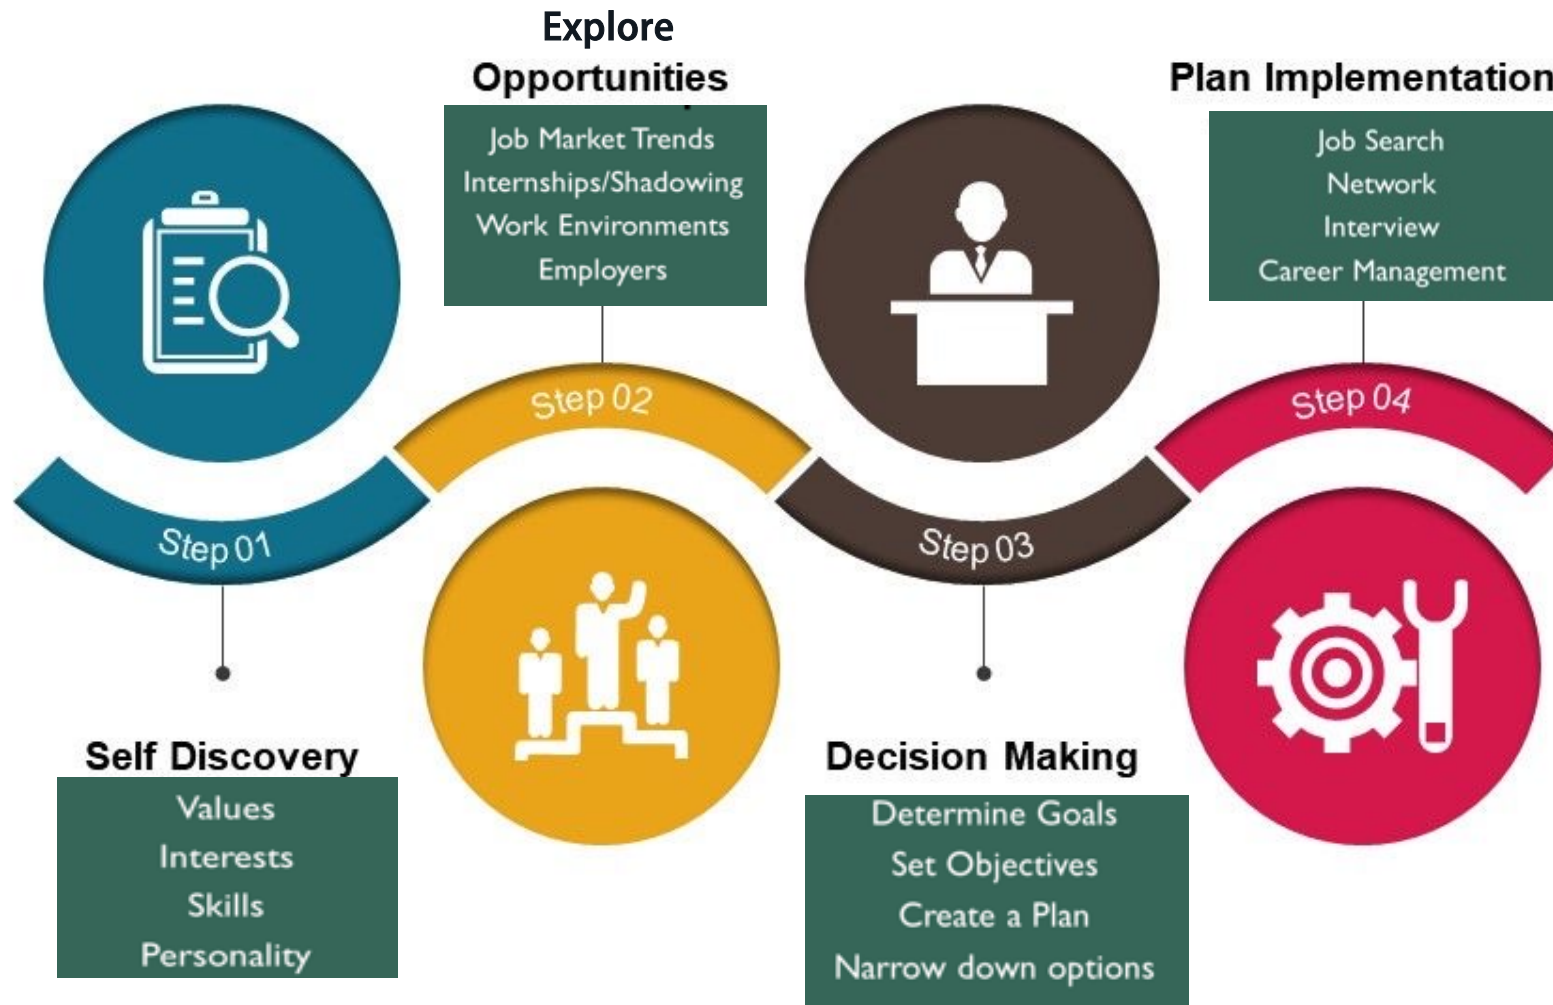 Explore
Opportunities
Job Market Trends
Internships/Shadowing
Work Environments
Employers
Plan Implementation
Job Search
Network
Interview
Career Management
Step 01
Step 02
Step 03
Step 04
Self Discovery
Values
Interests
Skills
Personality
Decision Making
Determine Goals
Set Objectives
Create a Plan
Narrow down options